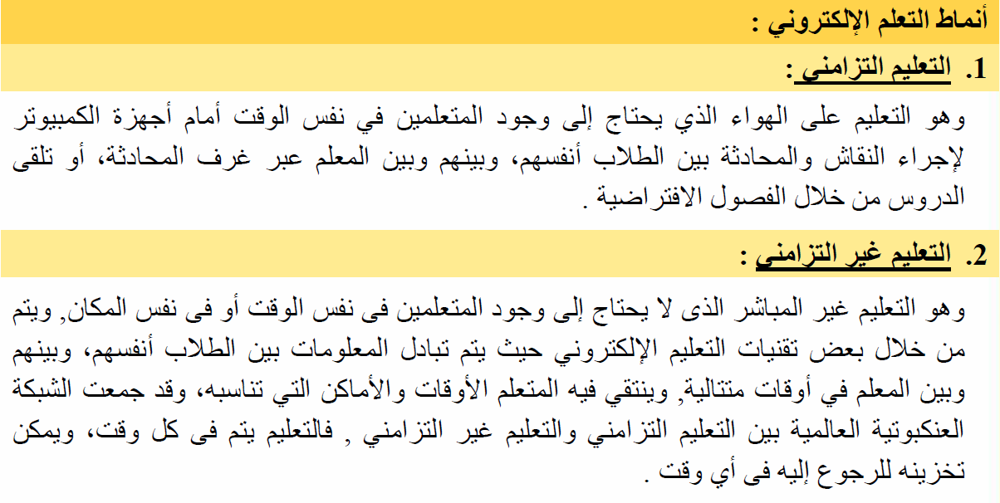 أنماط التعلم الإلكتروني :
1. التعليم التزامني :
وهو التعليم على الهواء الذي يحتاج إلى وجود المتعلمين في نفس الوقت أمام أجهزة الكمبيوتر
لإجراء النقاش والمحادثة بين الطلاب أنفسهم، وبينهم وبين المعلم عبر غرف المحادثة، أو تلقى
الدروس من خلال الفصول الافتراضية .
2. التعليم غير التزامني :
وهو التعليم غير المباشر الذى لا يحتاج إلى وجود المتعلمين فى نفس الوقت أو فى نفس المكان, ويتم
من خلال بعض تقنيات التعليم الإلكتروني حيث يتم تبادل المعلومات بين الطلاب أنفسهم، وبينهم
وبين المعلم في أوقات متتالية, وينتقي فيه المتعلم الأوقات والأماكن التي تناسبه، وقد جمعت الشبكة
العنكبوتية العالمية بين التعليم التزامني والتعليم غير التزامني , فالتعليم يتم فى كل وقت، ويمكن
تخزينه للرجوع إليه فى أي وقت .